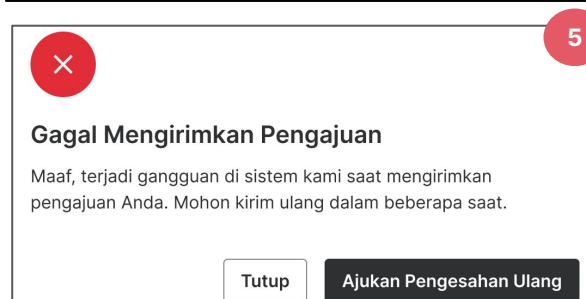 5
Gagal Mengirimkan Pengajuan
Maaf, terjadi gangguan di sistem kami saat mengirimkan
pengajuan Anda. Mohon kirim ulang dalam beberapa saat.
Tutup
Ajukan Pengesahan Ulang